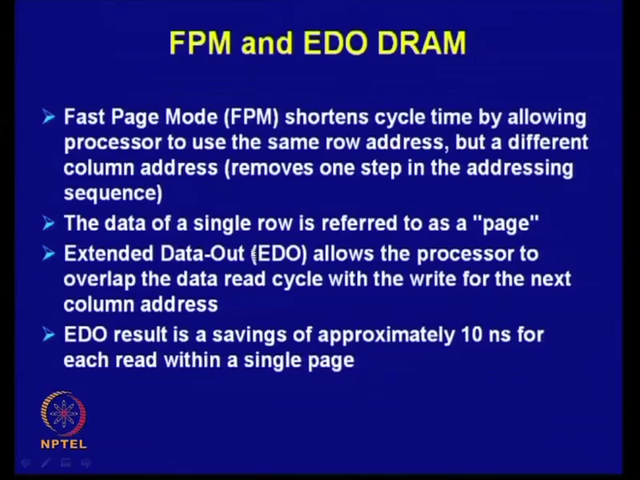 FPM and EDO DRAM
Fast Page Mode (FPM) shortens cycle time by allowing
processor to use the same row address, but a different
column address (removes one step in the addressing
sequence)
The data of a single row is referred to as a "page"
Extended Data-Out (EDO) allows the processor to
overlap the data read cycle with the write for the next
column address
EDO result is a savings of approximately 10 ns for
each read within a single page
NPTEL